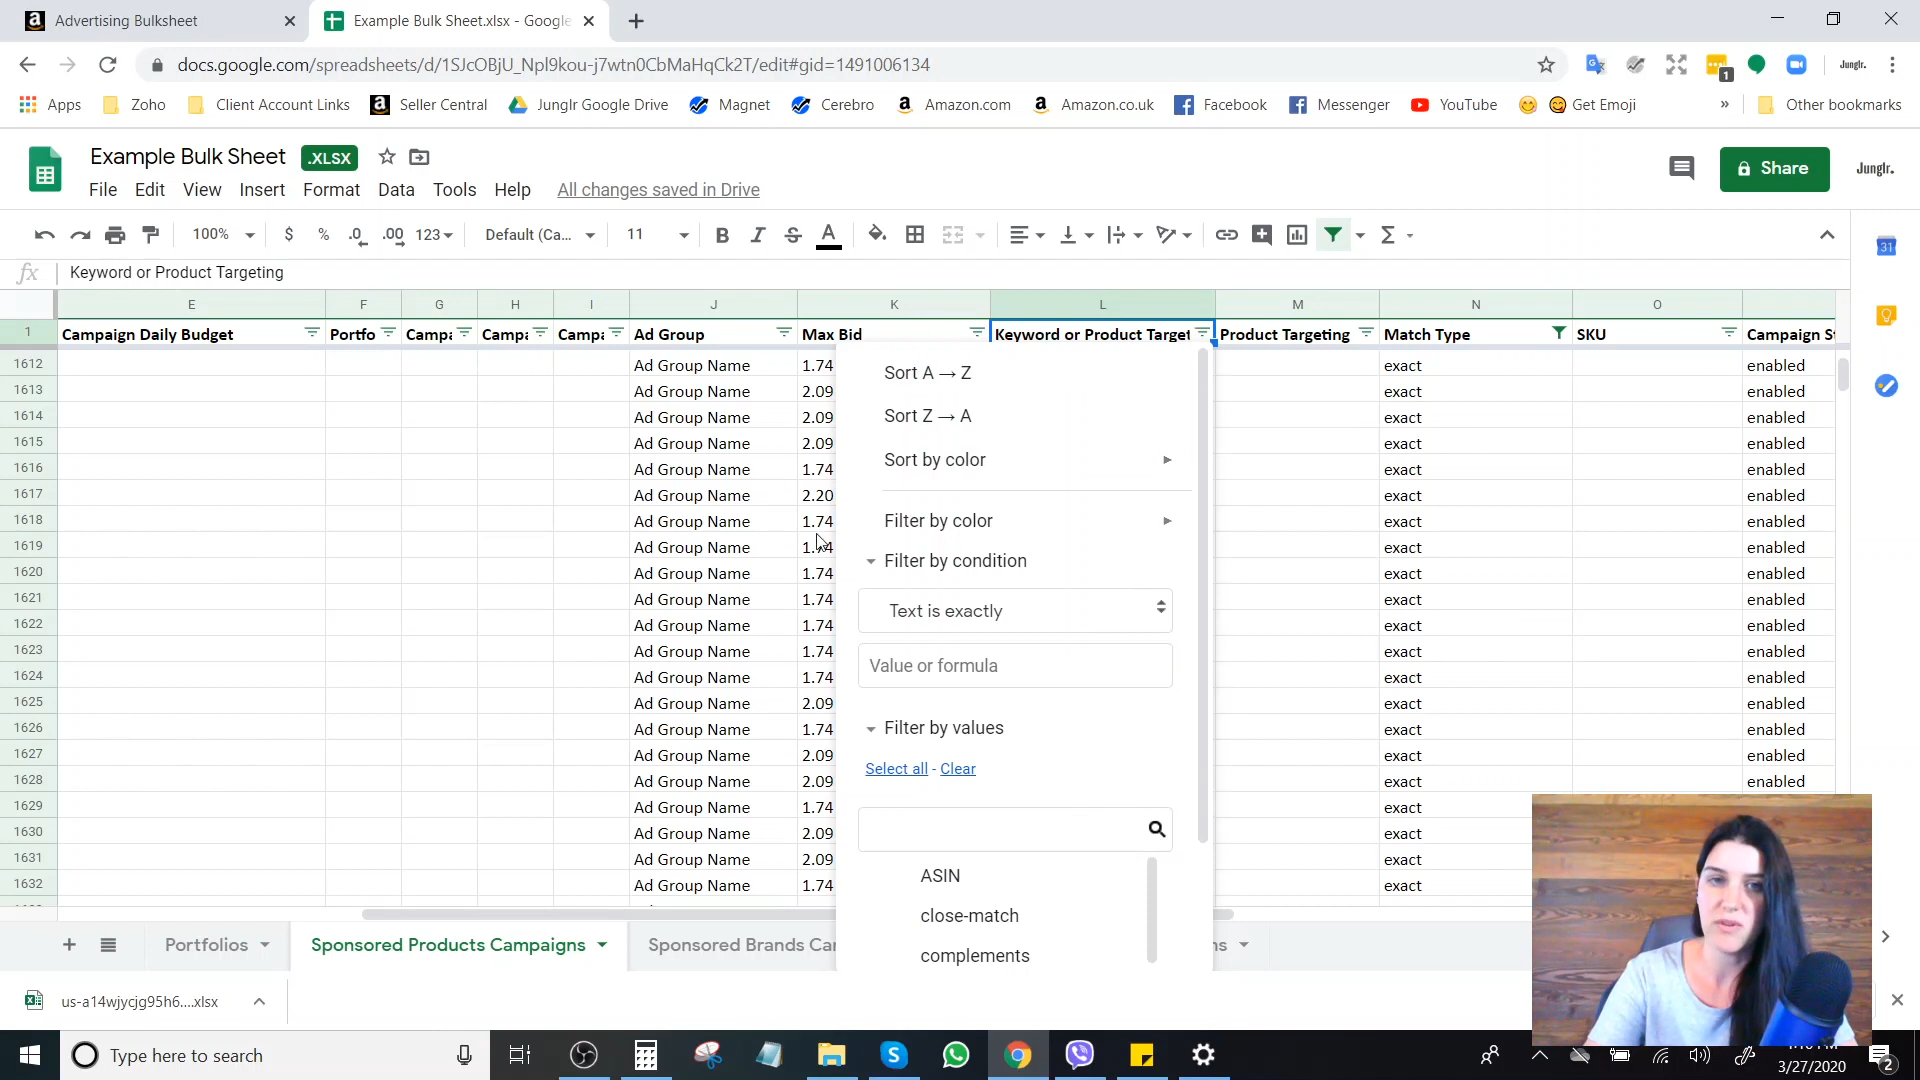 Advertising Bulksheet
Example Bulk Sheet.xlsx - Google
docs.google.com/spreadsheets/d/1SJcOBjU_Npl9kou-j7wtn0CbMaHqCk2T/edit#gid=1491006134
1
Junglr.
Apps Zoho Client Account Links Seller Central Junglr Google Drive Magnet Cerebro Amazon.com Amazon.co.uk Facebook Messenger YouTube Get Emoji » Other bookmarks
Example Bulk Sheet .XLSX
Share
Junglr.
File Edit View Insert Format Data Tools Help All changes saved in Drive
100% $ % .0 .00 123 Default (Ca... 11 B I S A Σ
31
fx Keyword or Product Targeting
E F G H I J K L M N O
1 Campaign Daily Budget Portfo Campa Campa Campa Ad Group Max Bid Keyword or Product Target Product Targeting Match Type SKU Campaign S
1612 Ad Group Name 1.74 exact enabled
1613 Ad Group Name 2.09 exact enabled
1614 Ad Group Name 2.09 exact enabled
1615 Ad Group Name 2.09 exact enabled
1616 Ad Group Name 1.74 exact enabled
1617 Ad Group Name 2.20 exact enabled
1618 Ad Group Name 1.74 exact enabled
1619 Ad Group Name exact enabled
1620 Ad Group Name 1.74 exact enabled
1621 Ad Group Name 1.74 exact enabled
1622 Ad Group Name 1.74 exact enabled
1623 Ad Group Name 1.74 exact enabled
1624 Ad Group Name 1.74 exact enabled
1625 Ad Group Name 2.09 exact enabled
1626 Ad Group Name 1.74 exact enabled
1627 Ad Group Name 2.09 exact enabled
1628 Ad Group Name 2.09 exact enabled
1629 Ad Group Name 1.74 exact
1630 Ad Group Name 2.09 exact
1631 Ad Group Name 2.09 exact
1632 Ad Group Name 1.74 exact
Sort A → Z
Sort Z → A
Sort by color
Filter by color
Filter by condition
Text is exactly
Value or formula
Filter by values
Select all - Clear
ASIN
close-match
complements
Portfolios Sponsored Products Campaigns Sponsored Brands Ca ns
us-a14wjycjg95h6....xlsx
Type here to search
3/27/2020
2